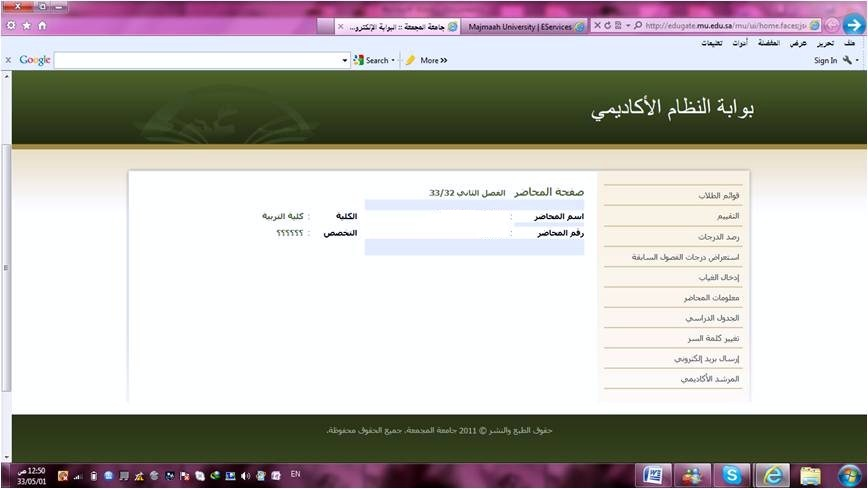 جامعة المجمعة :: البوابة الإلكترو...
Majmaah University | EServices
http://edugate.mu.edu.sa/mu/ui/home.faces;js
ملف تحرير عرض المفضلة أدوات تعليمات
Google Search More »
Sign In
بوابة النظام الأكاديمي
صفحة المحاضر الفصل الثاني 33/32
اسم المحاضر : الكلية : كلية التربية
رقم المحاضر : التخصص : ؟؟؟؟؟؟
قوائم الطلاب
التقييم
رصد الدرجات
استعراض درجات الفصول السابقة
إدخال الغياب
معلومات المحاضر
الجدول الدراسي
تغيير كلمة السر
إرسال بريد إلكتروني
المرشد الأكاديمي
حقوق الطبع والنشر © 2011 جامعة المجمعة. جميع الحقوق محفوظة.
12:50 ص
33/05/01
EN